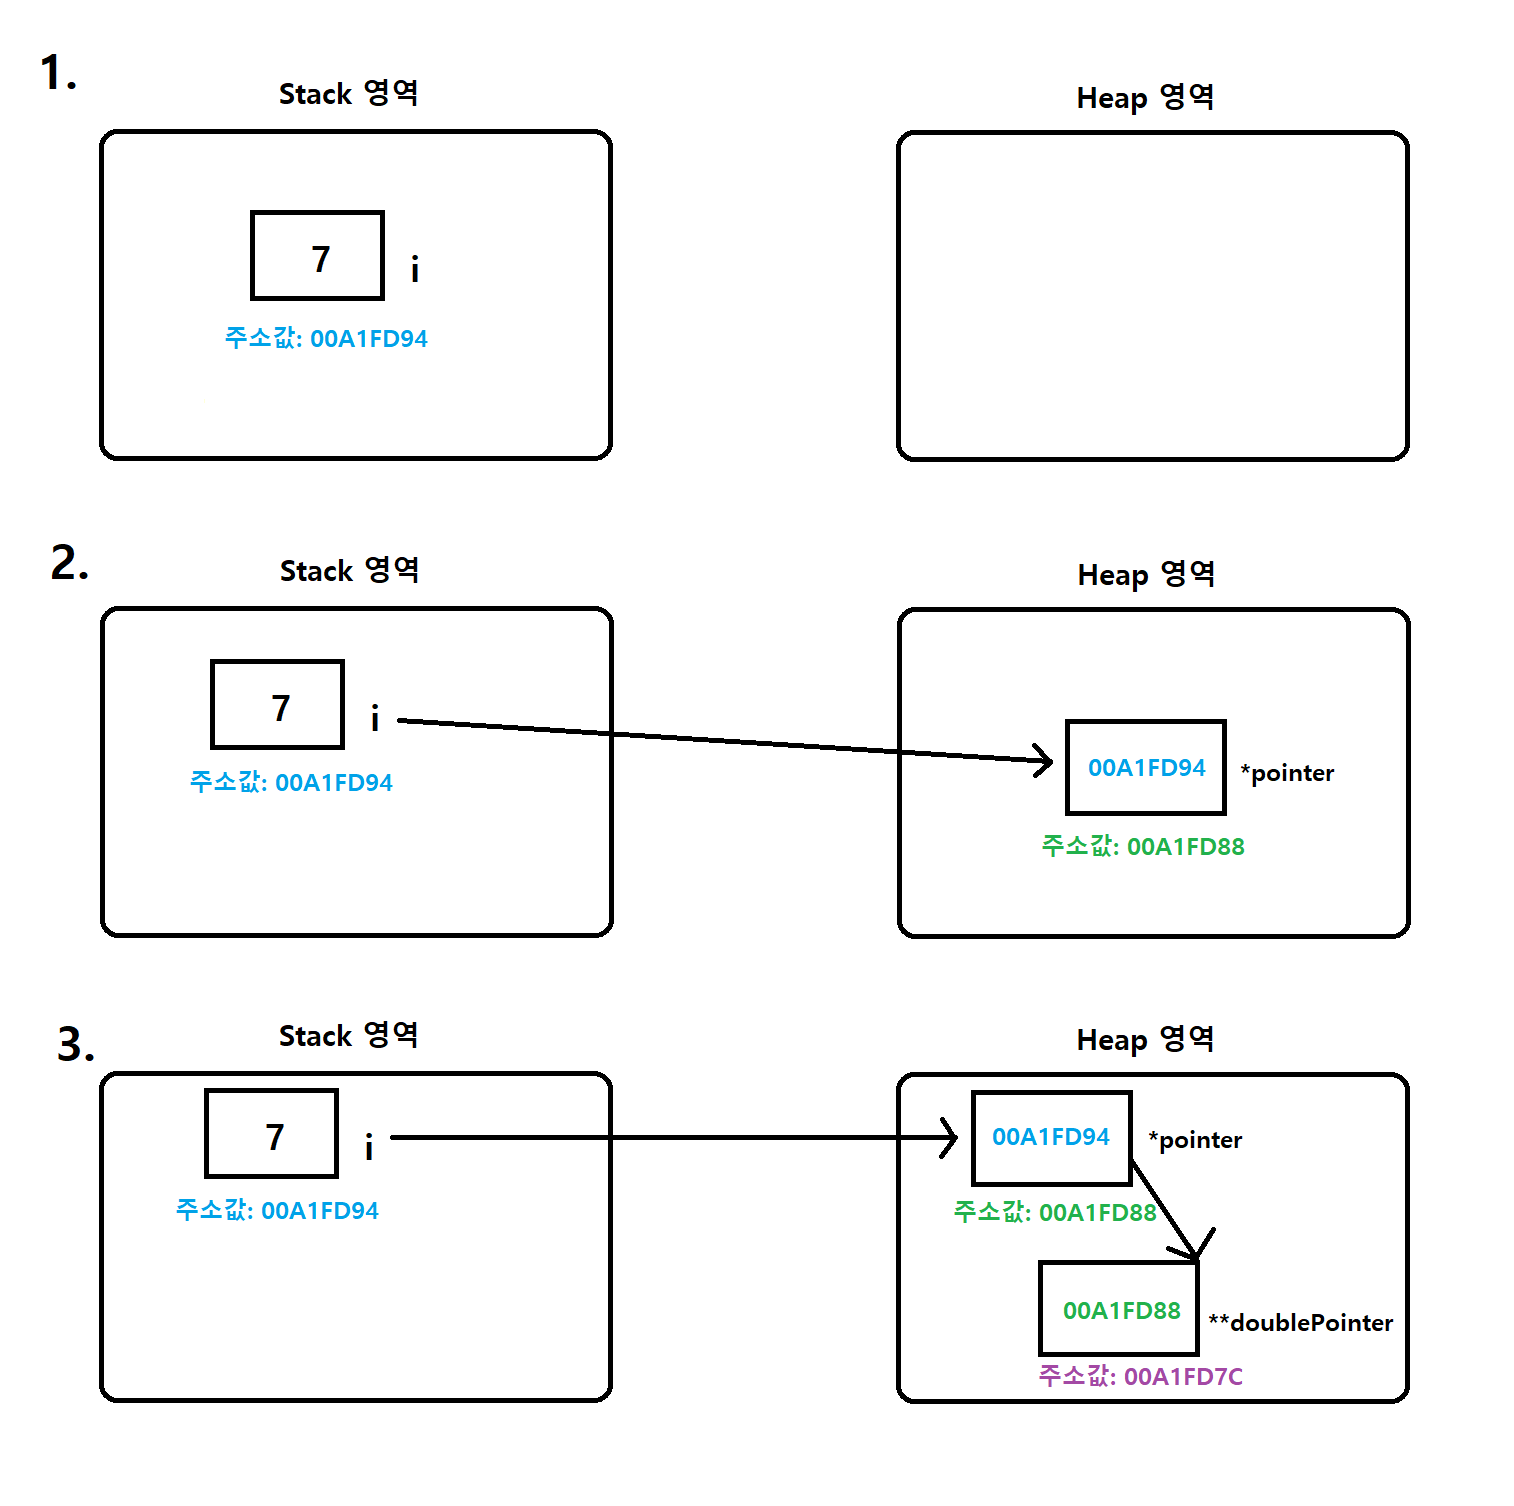 1.
Stack 영역
Heap 영역
7
i
주소값: 00A1FD94
2.
Stack 영역
Heap 영역
7
i
주소값: 00A1FD94
00A1FD94
*pointer
주소값: 00A1FD88
3.
Stack 영역
Heap 영역
7
i
주소값: 00A1FD94
00A1FD94
*pointer
주소값: 00A1FD88
00A1FD88
**doublePointer
주소값: 00A1FD7C